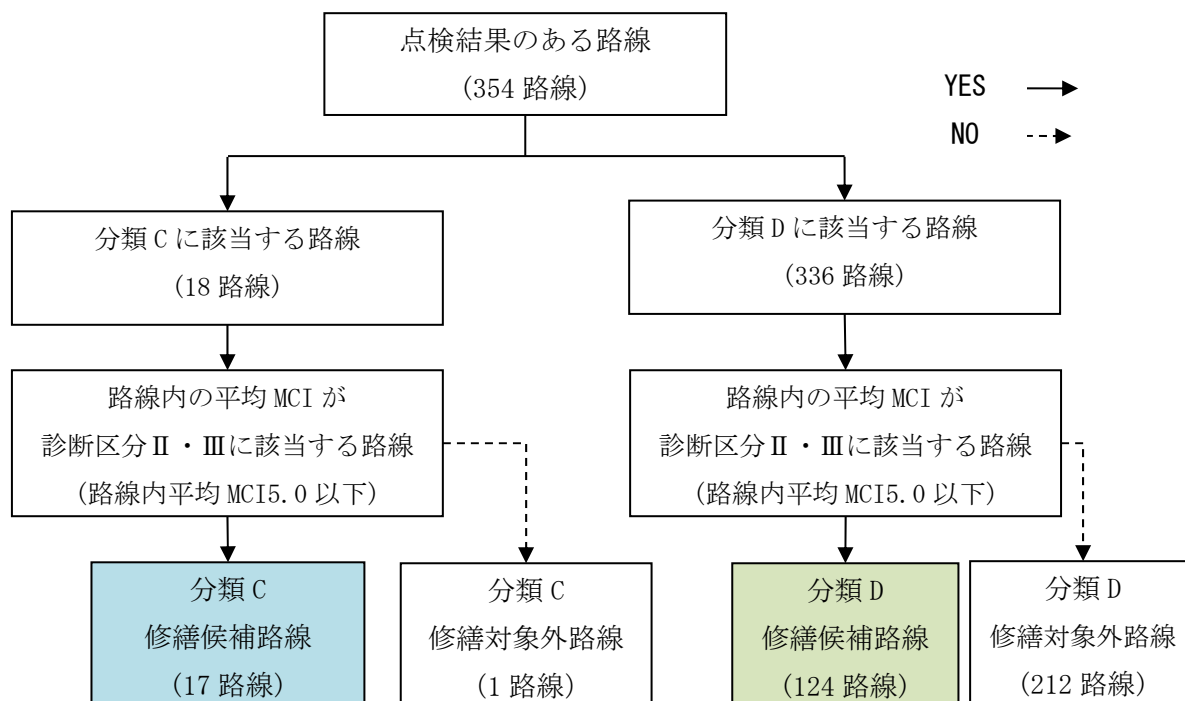 点検結果のある路線
（354 路線）
YES
NO
分類 C に該当する路線
（18 路線）
分類 D に該当する路線
（336 路線）
路線内の平均 MCI が
診断区分Ⅱ・Ⅲに該当する路線
（路線内平均 MCI5.0 以下）
路線内の平均 MCI が
診断区分Ⅱ・Ⅲに該当する路線
（路線内平均 MCI5.0 以下）
分類 C
修繕候補路線
（17 路線）
分類 C
修繕対象外路線
（1 路線）
分類 D
修繕候補路線
（124 路線）
分類 D
修繕対象外路線
（212 路線）